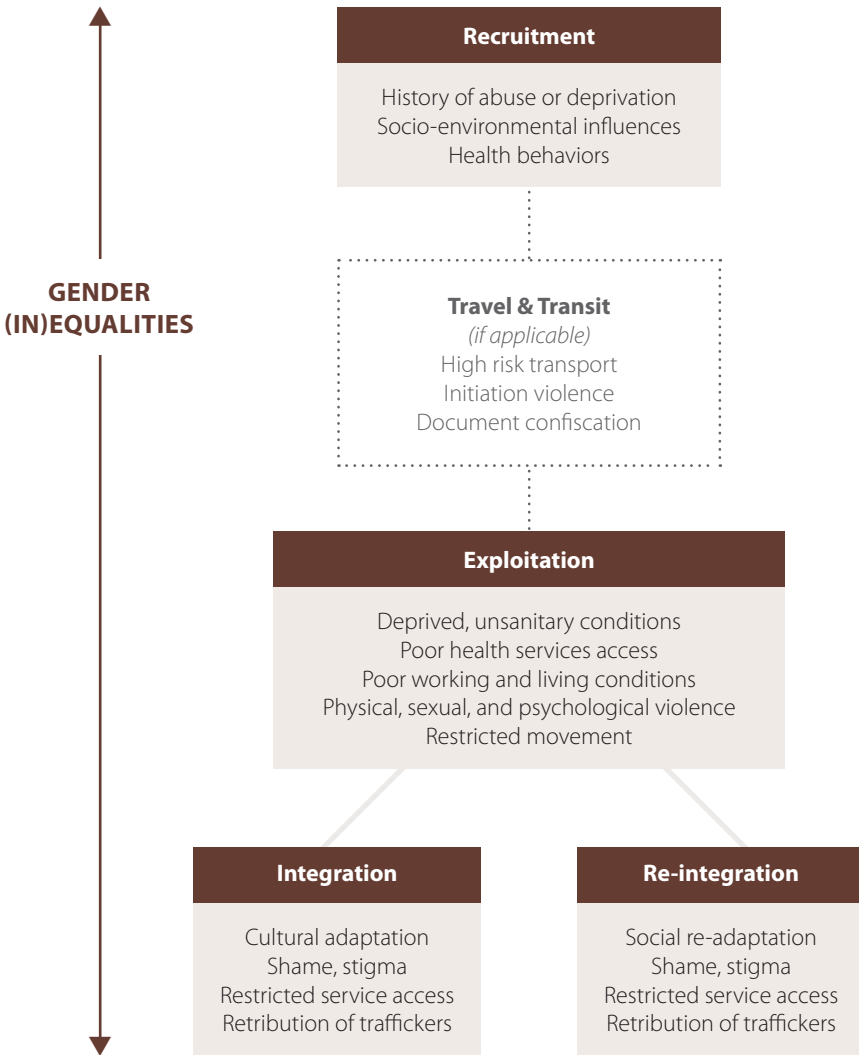 Recruitment
History of abuse or deprivation
Socio-environmental influences
Health behaviors
GENDER
(IN)EQUALITIES
Travel & Transit
(if applicable)
High risk transport
Initiation violence
Document confiscation
Exploitation
Deprived, unsanitary conditions
Poor health services access
Poor working and living conditions
Physical, sexual, and psychological violence
Restricted movement
Integration
Cultural adaptation
Shame, stigma
Restricted service access
Retribution of traffickers
Re-integration
Social re-adaptation
Shame, stigma
Restricted service access
Retribution of traffickers